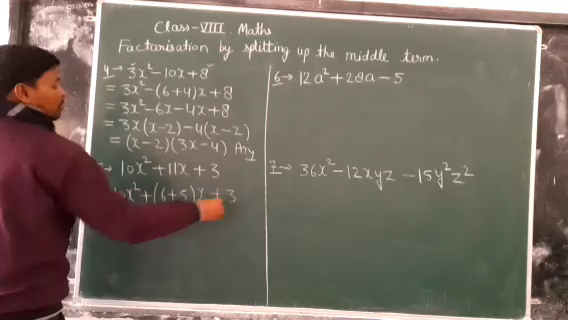 Class-VIII. Maths
Factorisation by splitting up the middle term.
4→ 3x²-10x+8
= 3x²-(6+4)x+8
= 3x²-6x-4x+8
= 3x(x-2)-4(x-2)
= (x-2)(3x-4) Ans
→ 10x²+11x+3
10x²+(6+5)x+3
6→ 12a²+28a-5
7→ 36x²-12xyz-15y²z²